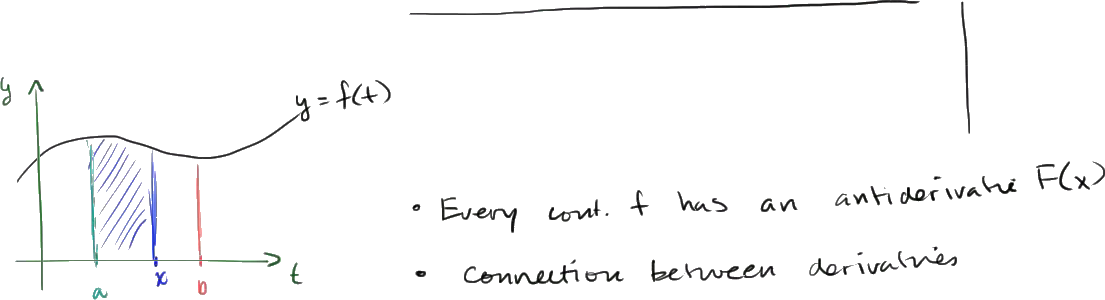 y
y = f(t)
• Every cont. f has an antiderivative F(x)
• Connection between derivatives
t
a
x
b